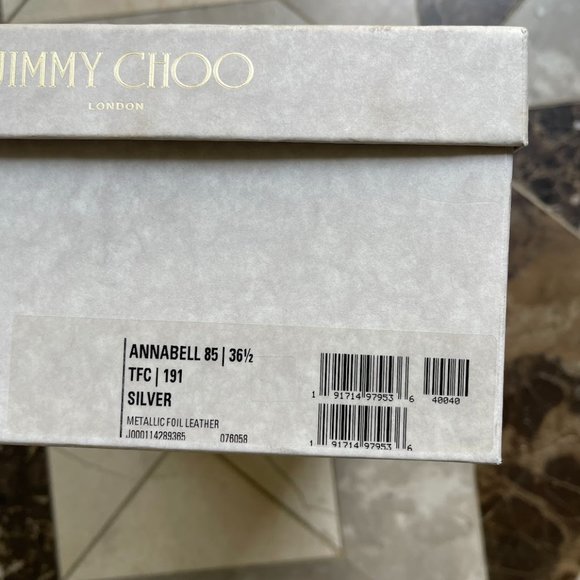 JIMMY CHOO
LONDON
ANNABELL 85 | 36½
TFC | 191
SILVER
METALLIC FOIL LEATHER
J000114289365 076058
1 91714 97953 6
40040
1 91714 97953 6